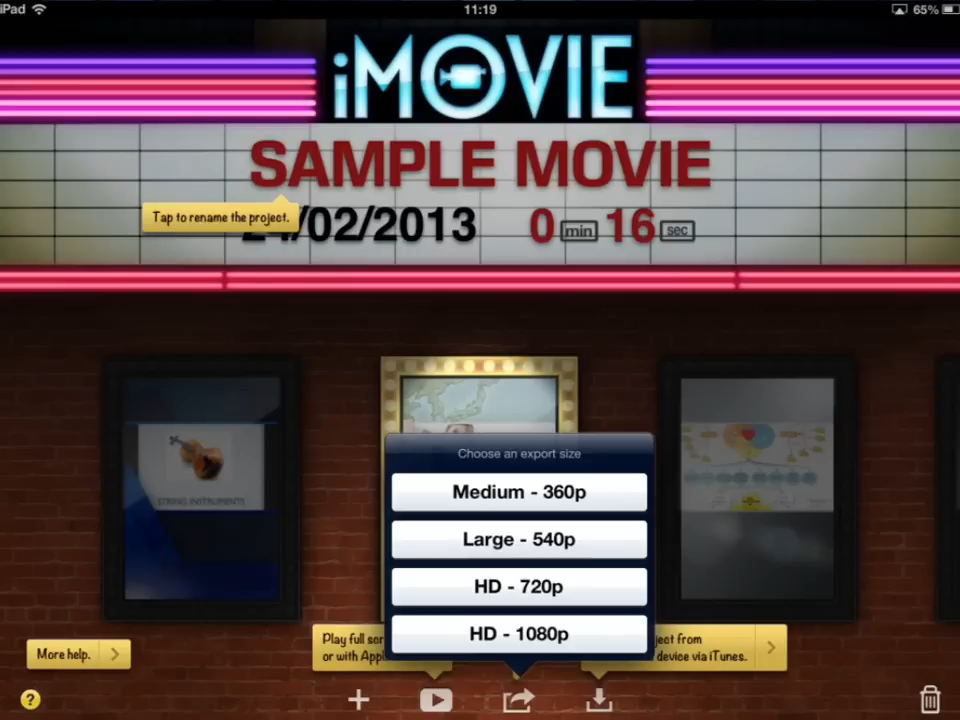 iPad
11:19
65%
iMOVIE
SAMPLE MOVIE
Tap to rename the project.
24/02/2013 0 min 16 sec
STRING INSTRUMENTS
Choose an export size
Medium - 360p
Large - 540p
HD - 720p
HD - 1080p
More help.
Play full scr
or with Appl
ject from
device via iTunes.
?